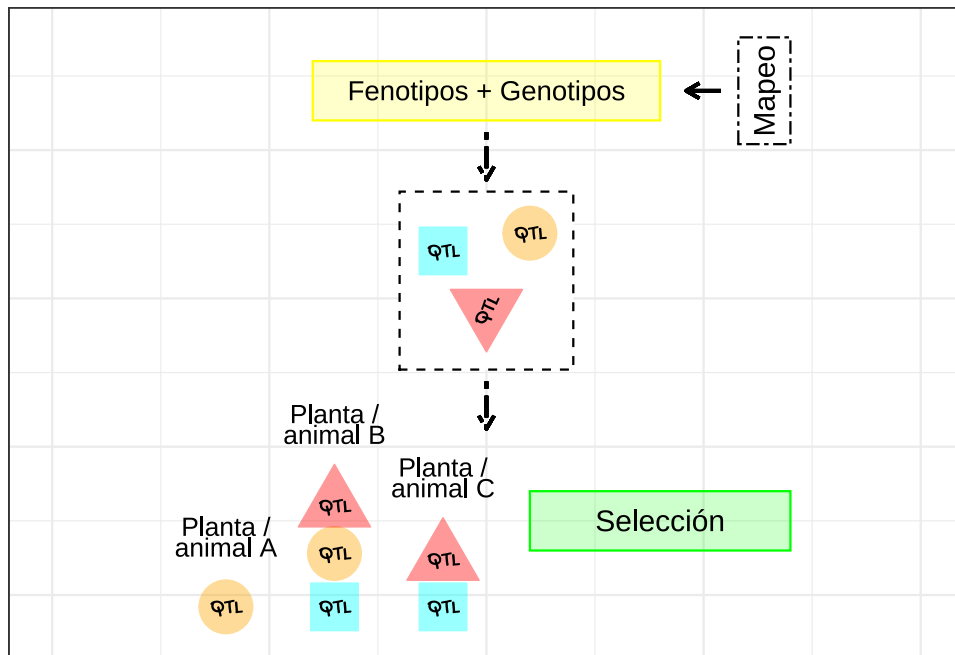 Fenotipos + Genotipos
Mapeo
QTL
QTL
QTL
Planta /
animal B
Planta /
animal C
QTL
Selección
Planta /
animal A
QTL
QTL
QTL
QTL
QTL